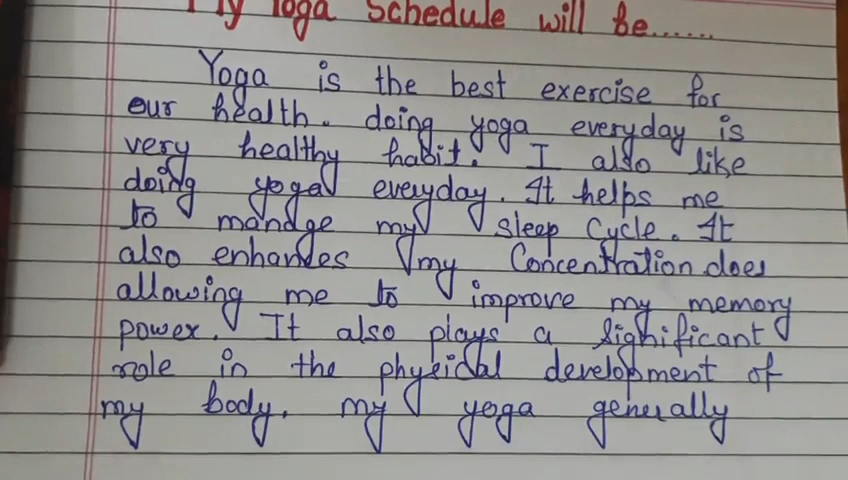 My Yoga Schedule will be......
Yoga is the best exercise for
our health. doing yoga everyday is
very healthy habit. I also like
doing yoga everyday. It helps me
to manage my sleep cycle. It
also enhances my Concentration does
allowing me to improve my memory
power. It also plays a significant
role in the physical development of
my body. my yoga generally